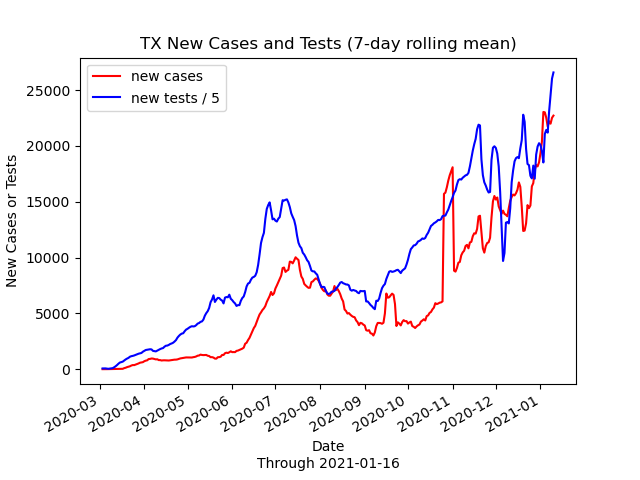 TX New Cases and Tests (7-day rolling mean)
new cases
new tests / 5
25000
20000
15000
10000
5000
0
New Cases or Tests
2020-03
2020-04
2020-05
2020-06
2020-07
2020-08
2020-09
2020-10
2020-11
2020-12
2021-01
Date
Through 2021-01-16